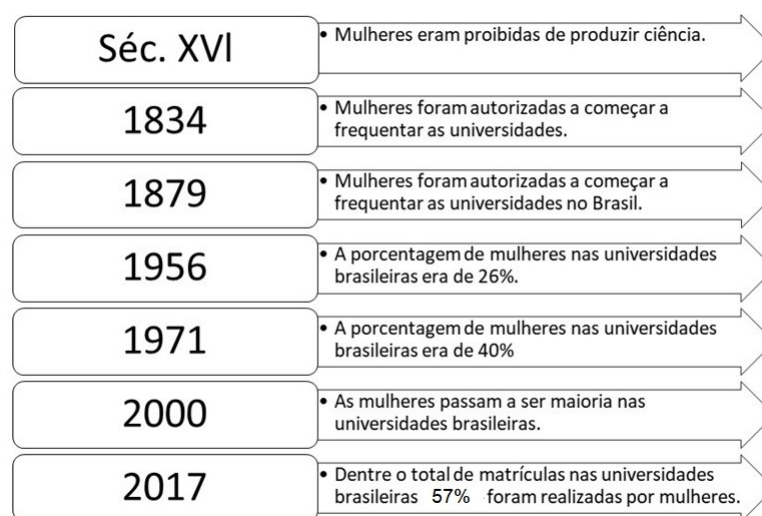 Séc. XVl
• Mulheres eram proibidas de produzir ciência.
1834
• Mulheres foram autorizadas a começar a
frequentar as universidades.
1879
• Mulheres foram autorizadas a começar a
frequentar as universidades no Brasil.
1956
• A porcentagem de mulheres nas universidades
brasileiras era de 26%.
1971
• A porcentagem de mulheres nas universidades
brasileiras era de 40%
2000
• As mulheres passam a ser maioria nas
universidades brasileiras.
2017
• Dentre o total de matrículas nas universidades
brasileiras 57% foram realizadas por mulheres.